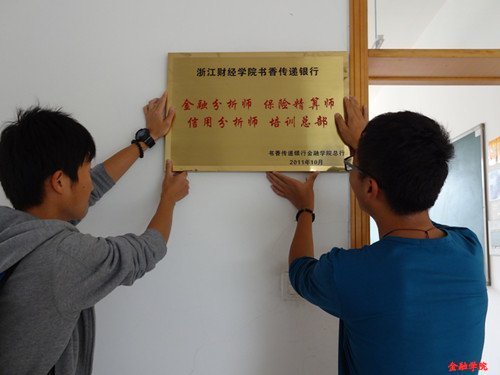 浙江财经学院书香传递银行
金融分析师 保险精算师
信用分析师 培训总部
书香传递银行金融学院总行
2011年10月
金融学院